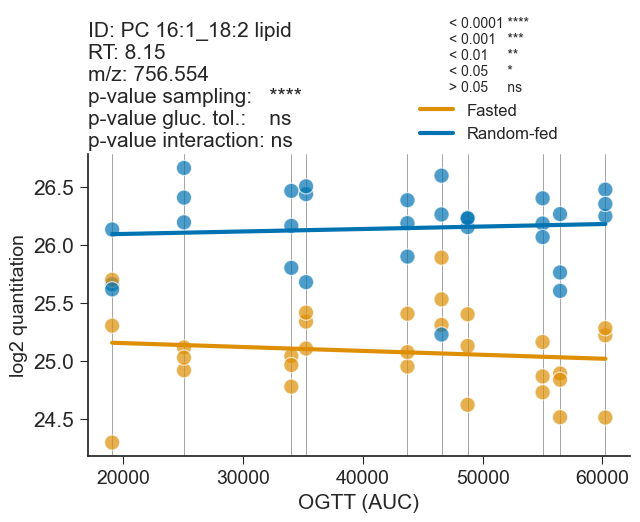 ID: PC 16:1_18:2 lipid
RT: 8.15
m/z: 756.554
p-value sampling: ****
p-value gluc. tol.: ns
p-value interaction: ns
< 0.0001 ****
< 0.001 ***
< 0.01 **
< 0.05 *
> 0.05 ns
Fasted
Random-fed
26.5
26.0
25.5
25.0
24.5
log2 quantitation
20000 30000 40000 50000 60000
OGTT (AUC)